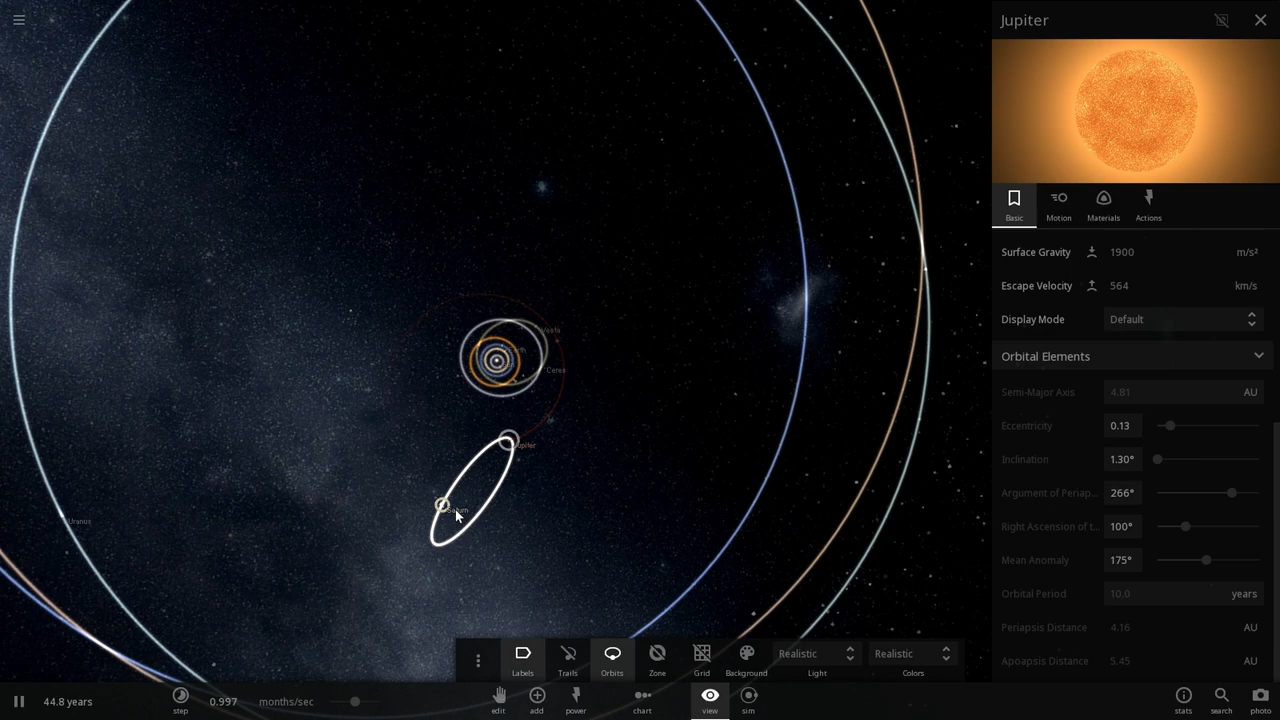 Jupiter
Basic
Motion
Materials
Actions
Surface Gravity 1900 m/s²
Escape Velocity 564 km/s
Display Mode Default
Orbital Elements
Semi-Major Axis 4.81 AU
Eccentricity 0.13
Inclination 1.30°
Argument of Periap... 266°
Right Ascension of t... 100°
Mean Anomaly 175°
Orbital Period 10.0 years
Periapsis Distance 4.16 AU
Apoapsis Distance 5.45 AU
Vesta
Ceres
Jupiter
Saturn
Uranus
Labels
Trails
Orbits
Zone
Grid
Background
Realistic
Light
Realistic
Colors
44.8 years
step
0.997 months/sec
edit
add
power
chart
view
sim
stats
search
photo